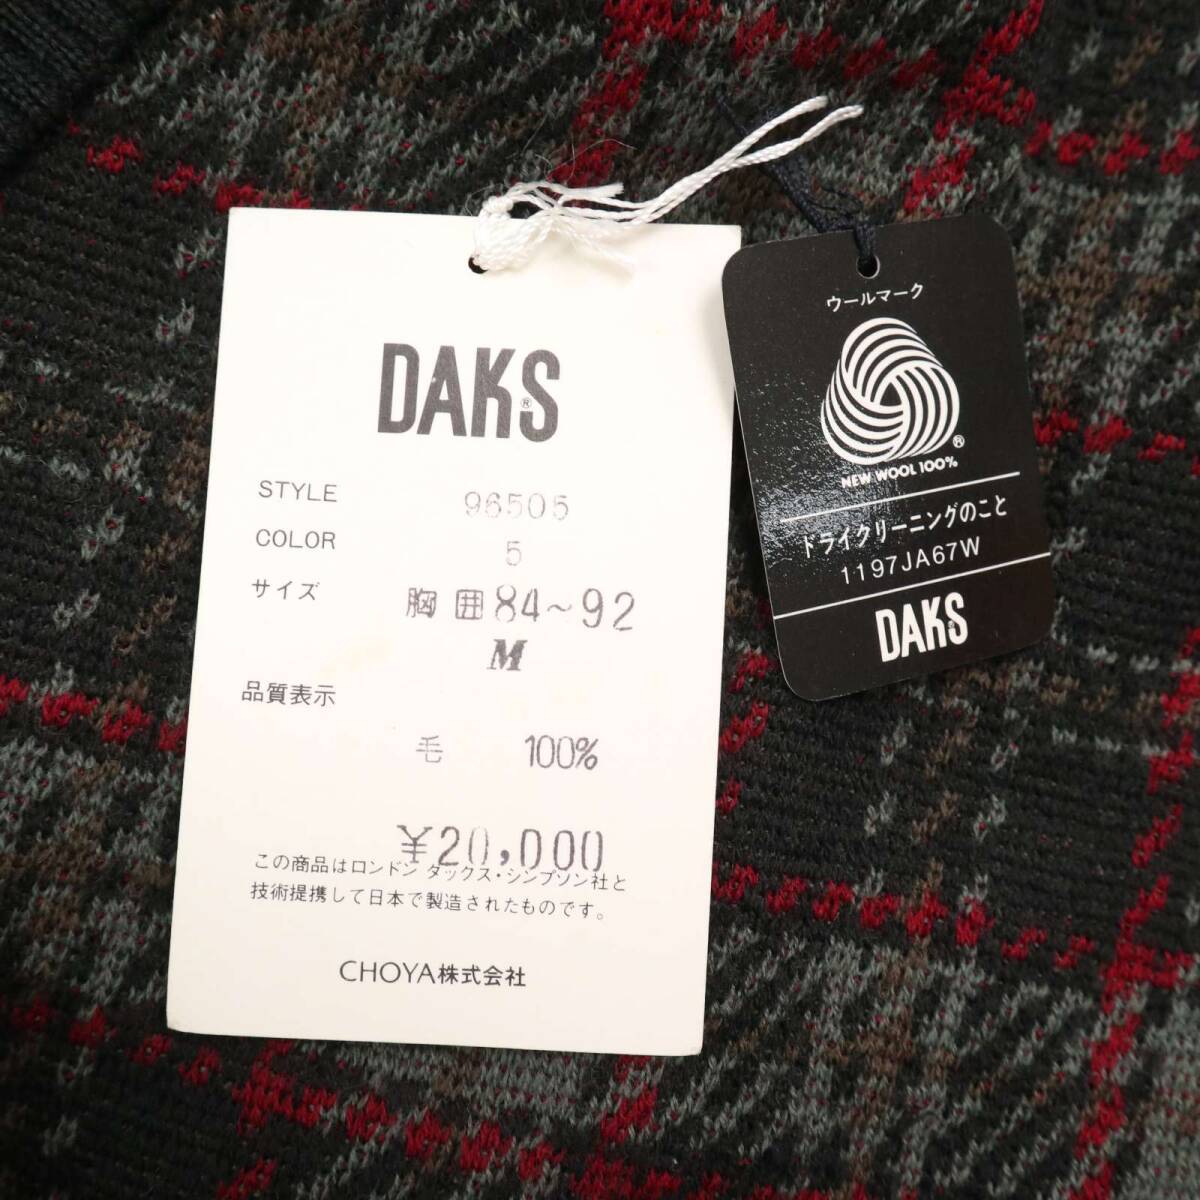 DAKS®
STYLE 96505
COLOR 5
サイズ 胸囲84~92
M
品質表示
毛 100%
¥20,000
この商品はロンドン ダックス・シンプソン社と
技術提携して日本で製造されたものです。
CHOYA株式会社
ウールマーク
®
NEW WOOL 100%
ドライクリーニングのこと
1197JA67W
DAKS®